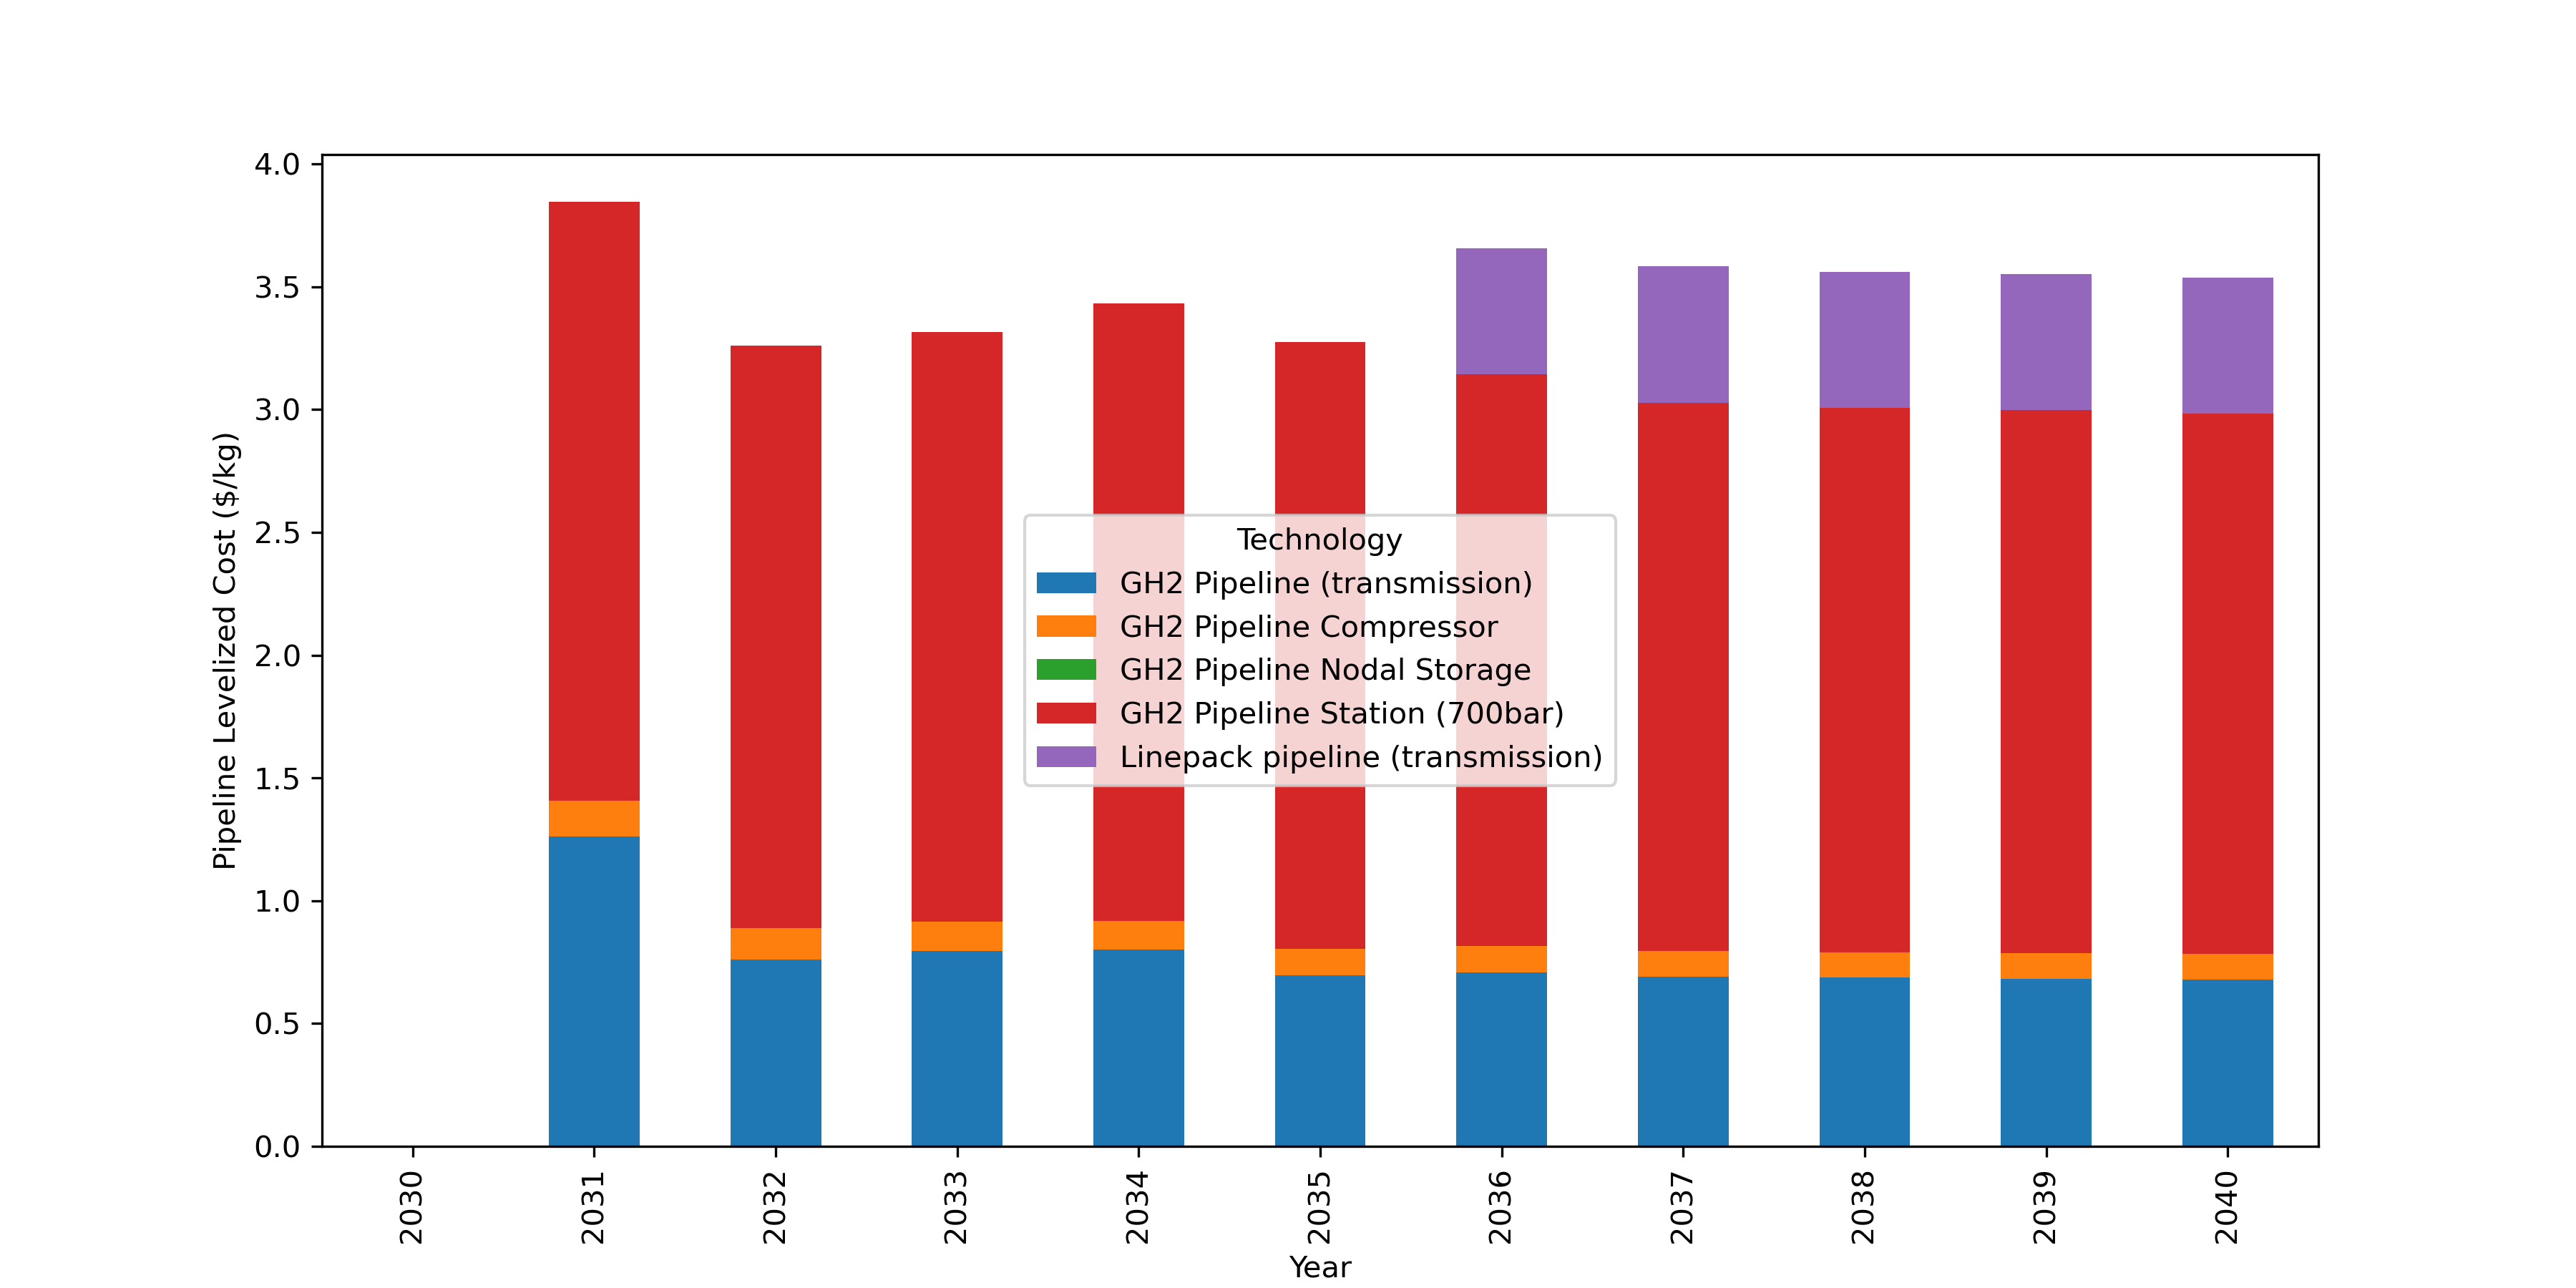 4.0
3.5
3.0
2.5
2.0
1.5
1.0
0.5
0.0
Pipeline Levelized Cost ($/kg)
Technology
GH2 Pipeline (transmission)
GH2 Pipeline Compressor
GH2 Pipeline Nodal Storage
GH2 Pipeline Station (700bar)
Linepack pipeline (transmission)
2030
2031
2032
2033
2034
2035
2036
2037
2038
2039
2040
Year